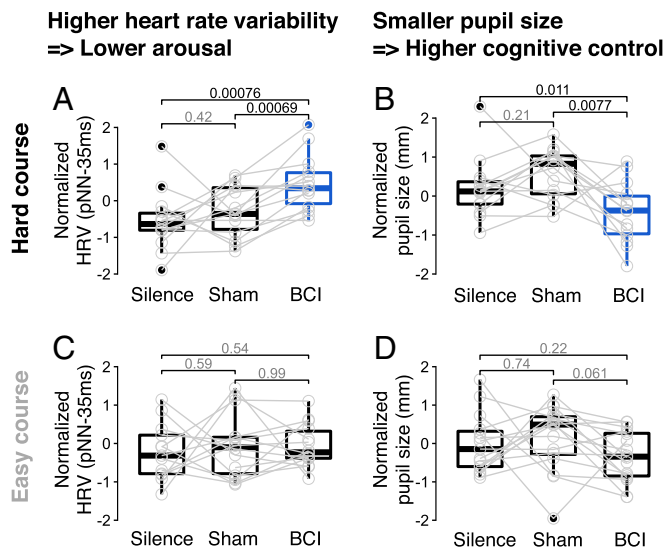 Higher heart rate variability
=> Lower arousal
Smaller pupil size
=> Higher cognitive control
Hard course
A
0.00076
0.42
0.00069
Normalized
HRV (pNN-35ms)
2
1
0
-1
-2
Silence Sham BCI
B
0.011
0.21
0.0077
Normalized
pupil size (mm)
2
1
0
-1
-2
Silence Sham BCI
Easy course
C
0.54
0.59
0.99
Normalized
HRV (pNN-35ms)
2
1
0
-1
-2
Silence Sham BCI
D
0.22
0.74
0.061
Normalized
pupil size (mm)
2
1
0
-1
-2
Silence Sham BCI